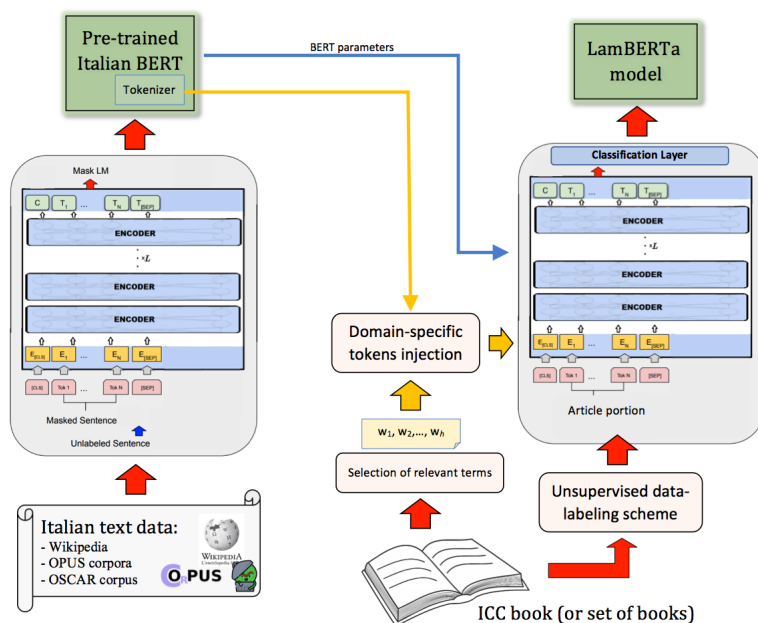 Pre-trained
Italian BERT
Tokenizer
BERT parameters
LamBERTa
model
Mask LM
C T1 ... TN T[SEP]
ENCODER
xL
ENCODER
ENCODER
E[CLS] E1 ... EN E[SEP]
[CLS] Tok 1 ... Tok N [SEP]
Masked Sentence
Unlabeled Sentence
Italian text data:
- Wikipedia
- OPUS corpora
- OSCAR corpus
WIKIPEDIA
OrPUS
Domain-specific
tokens injection
w1, w2,..., wh
Selection of relevant terms
Classification Layer
C T1 ... TN T[SEP]
ENCODER
xL
ENCODER
ENCODER
E[CLS] E1 ... EN E[SEP]
[CLS] Tok 1 ... Tok N [SEP]
Article portion
Unsupervised data-
labeling scheme
ICC book (or set of books)